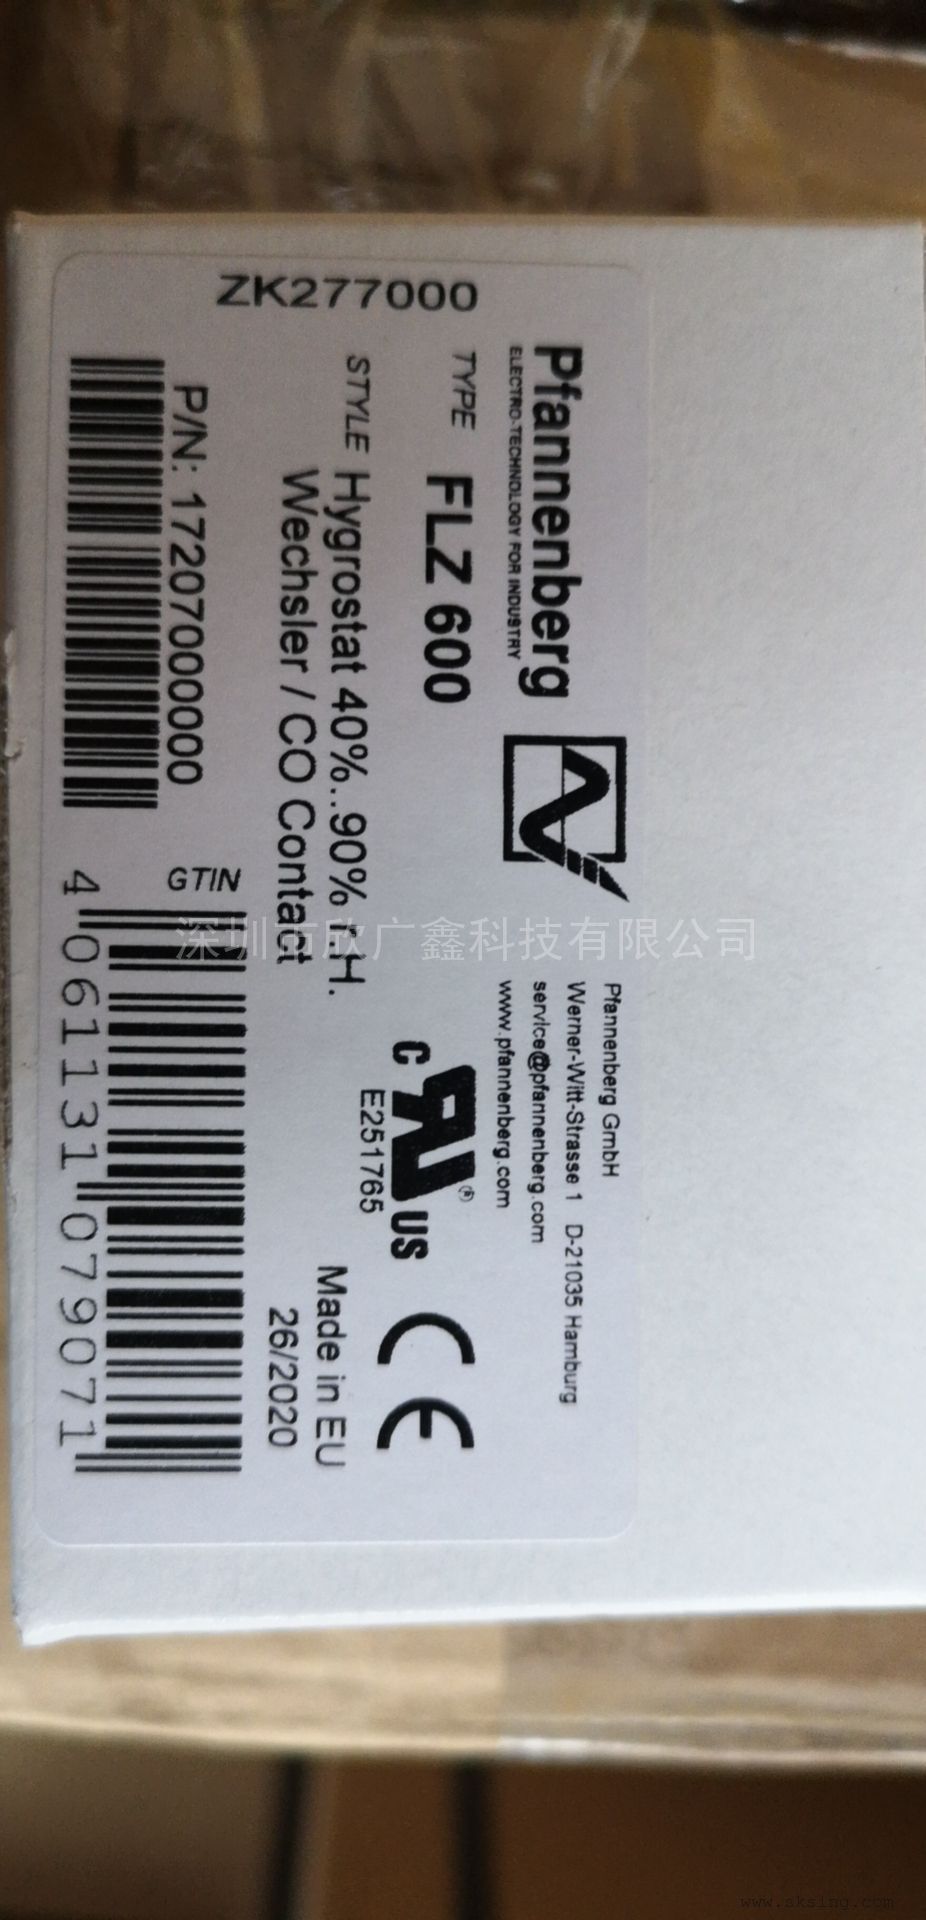 Pfannenberg
ELECTRO-TECHNOLOGY FOR INDUSTRY
Pfannenberg GmbH
Werner-Witt-Strasse 1 D-21035 Hamburg
service@pfannenberg.com
www.pfannenberg.com
TYPE FLZ 600
STYLE Hygrostat 40%..90% r.H.
Wechsler / CO Contact
C US ®
E251765
CE
Made in EU
26/2020
ZK277000
P/N: 17207000000
GTIN
4 061131 079071
深圳市欣广鑫科技有限公司
www.sksing.com